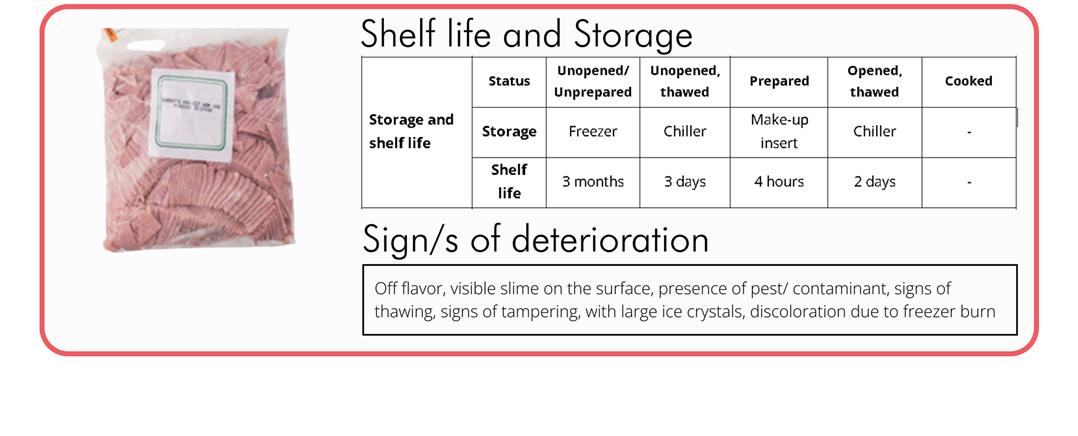 Shelf life and Storage
Storage and
shelf life
Status
Unopened/
Unprepared
Unopened,
thawed
Prepared
Opened,
thawed
Cooked
Storage
Freezer
Chiller
Make-up
insert
Chiller
-
Shelf
life
3 months
3 days
4 hours
2 days
-
Sign/s of deterioration
Off flavor, visible slime on the surface, presence of pest/ contaminant, signs of
thawing, signs of tampering, with large ice crystals, discoloration due to freezer burn